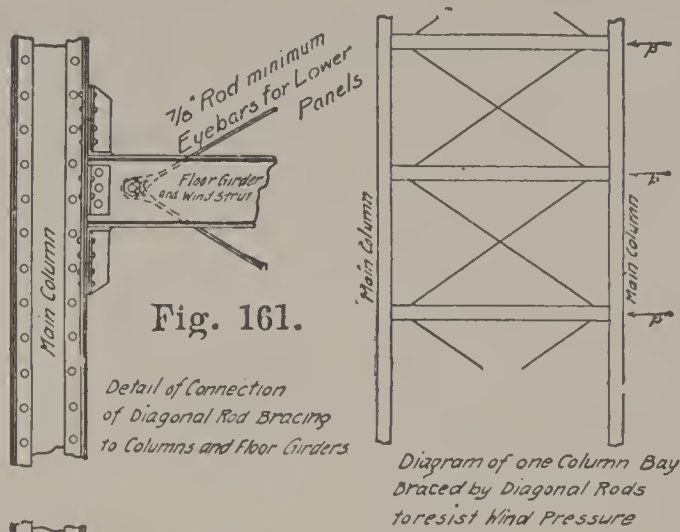 7/8" Rod minimum
Eyebars for Lower
Panels
Floor Girder
and Wind Strut
Main Column
Fig. 161.
Detail of Connection
of Diagonal Rod Bracing
to Columns and Floor Girders.
P
P
P
Main Column
Main Column
Diagram of one Column Bay
Braced by Diagonal Rods
to resist Wind Pressure